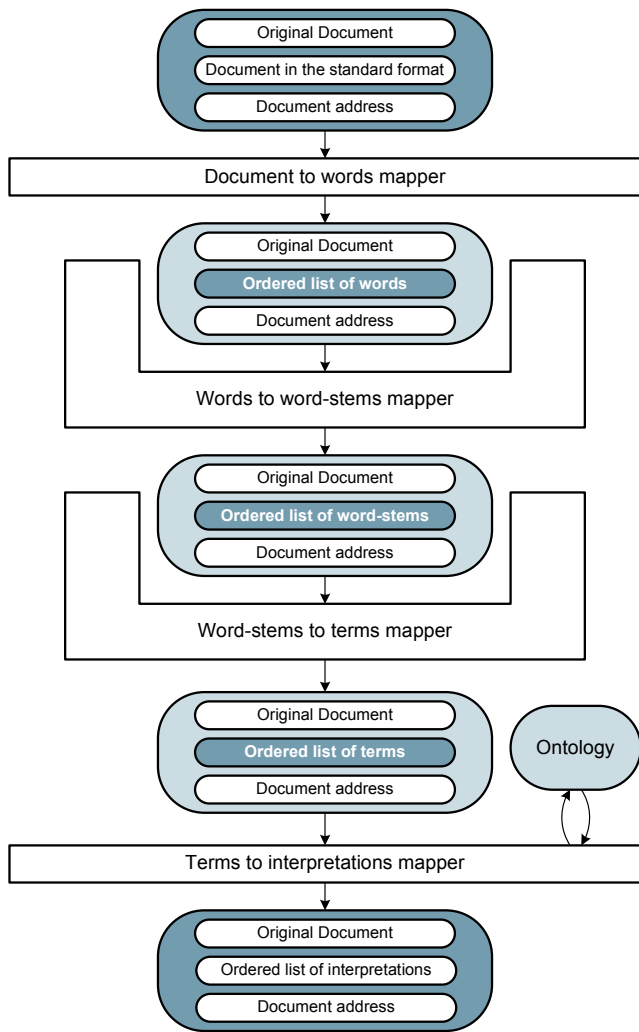 Original Document
Document in the standard format
Document address
Document to words mapper
Original Document
Ordered list of words
Document address
Words to word-stems mapper
Original Document
Ordered list of word-stems
Document address
Word-stems to terms mapper
Original Document
Ordered list of terms
Document address
Ontology
Terms to interpretations mapper
Original Document
Ordered list of interpretations
Document address